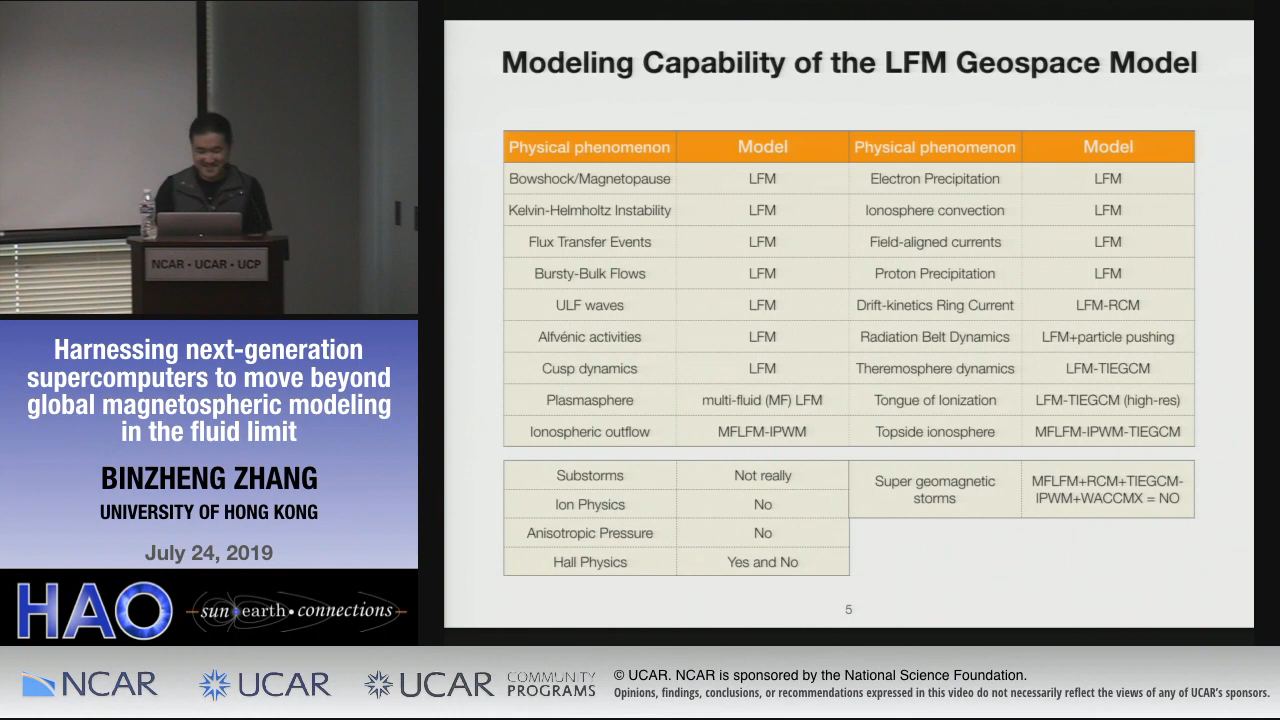 NCAR - UCAR - UCP
Harnessing next-generation
supercomputers to move beyond
global magnetospheric modeling
in the fluid limit
BINZHENG ZHANG
UNIVERSITY OF HONG KONG
July 24, 2019
HAO
sun earth connections
Modeling Capability of the LFM Geospace Model
Physical phenomenon Model Physical phenomenon Model
Bowshock/Magnetopause LFM Electron Precipitation LFM
Kelvin-Helmholtz Instability LFM Ionosphere convection LFM
Flux Transfer Events LFM Field-aligned currents LFM
Bursty-Bulk Flows LFM Proton Precipitation LFM
ULF waves LFM Drift-kinetics Ring Current LFM-RCM
Alfvénic activities LFM Radiation Belt Dynamics LFM+particle pushing
Cusp dynamics LFM Theremosphere dynamics LFM-TIEGCM
Plasmasphere multi-fluid (MF) LFM Tongue of Ionization LFM-TIEGCM (high-res)
Ionospheric outflow MFLFM-IPWM Topside ionosphere MFLFM-IPWM-TIEGCM
Substorms Not really
Ion Physics No
Anisotropic Pressure No
Hall Physics Yes and No
Super geomagnetic
storms
MFLFM+RCM+TIEGCM-
IPWM+WACCMX = NO
5
NCAR
UCAR
UCAR
COMMUNITY
PROGRAMS
© UCAR. NCAR is sponsored by the National Science Foundation.
Opinions, findings, conclusions, or recommendations expressed in this video do not necessarily reflect the views of any of UCAR's sponsors.